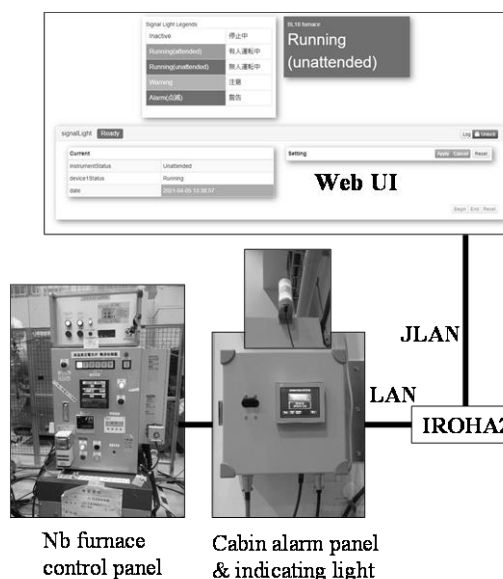 Signal Light Legends
Inactive 停止中
Running(attended) 有人運転中
Running(unattended) 無人運転中
Warning 注意
Alarm(点滅) 警告
BL18 furnace
Running
(unattended)
signalLight Ready
Log Unlock
Current
instrumentStatus Unattended
device1Status Running
date 2021-04-05 13:38:57
Setting Apply Cancel Reset
Web UI
Begin End Reset
JLAN
LAN
IROHA2
Nb furnace
control panel
Cabin alarm panel
& indicating light